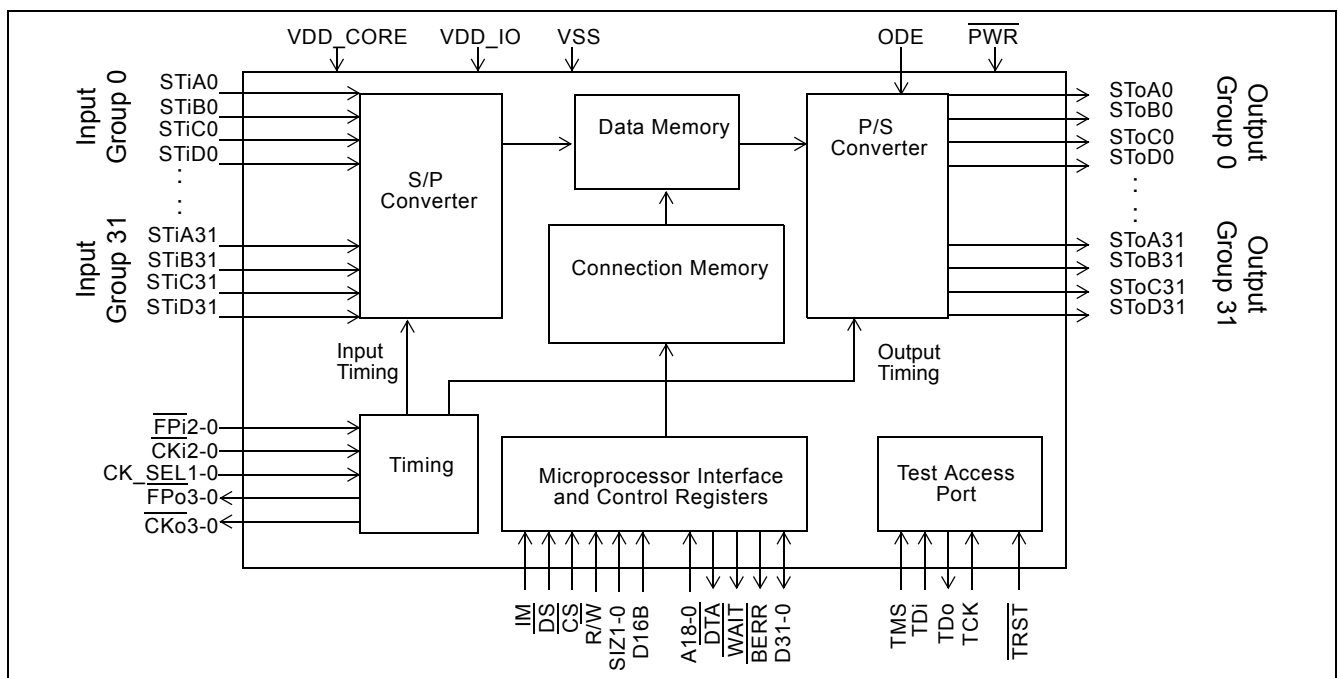 VDD_CORE
VDD_IO
VSS
ODE
PWR
Input
Group 0
STiA0
STiB0
STiC0
STiD0
Input
Group 31
STiA31
STiB31
STiC31
STiD31
S/P
Converter
Data Memory
Connection Memory
P/S
Converter
SToA0
SToB0
SToC0
SToD0
Output
Group 0
SToA31
SToB31
SToC31
SToD31
Output
Group 31
Input
Timing
Output
Timing
FPi2-0
CKi2-0
CK_SEL1-0
FPo3-0
CKo3-0
Timing
Microprocessor Interface
and Control Registers
Test Access
Port
IM
DS
CS
R/W
SIZ1-0
D16B
A18-0
DTA
WAIT
BERR
D31-0
TMS
TDi
TDo
TCK
TRST